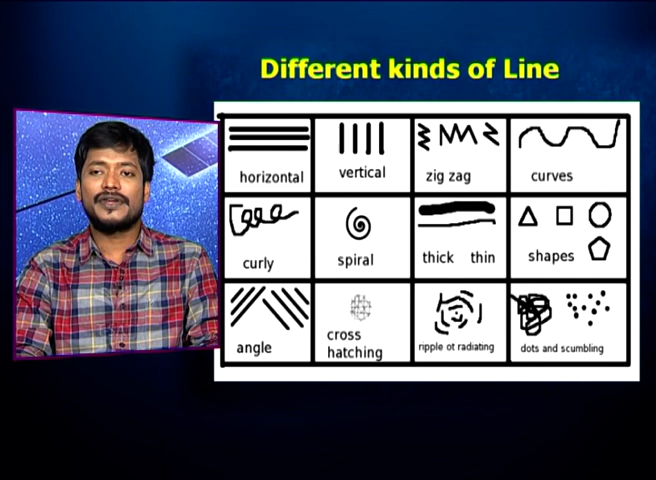 Different kinds of Line
horizontal
vertical
zig zag
curves
curly
spiral
thick thin
shapes
angle
cross
hatching
ripple ot radiating
dots and scumbling